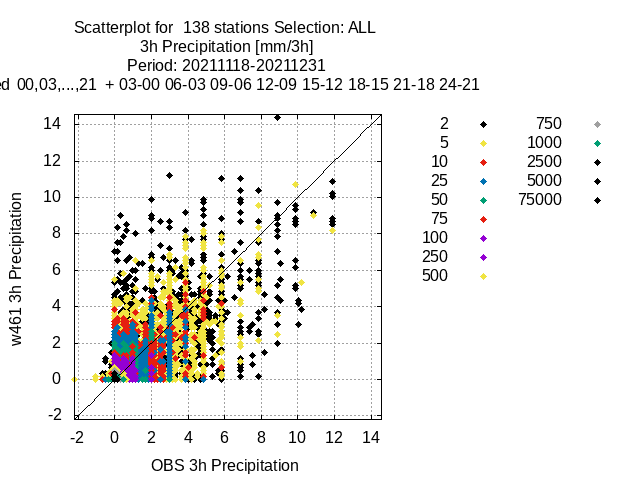 Scatterplot for 138 stations Selection: ALL
3h Precipitation [mm/3h]
Period: 20211118-20211231
00,03,...,21 + 03-00 06-03 09-06 12-09 15-12 18-15 21-18 24-21
w461 3h Precipitation
14
12
10
8
6
4
2
0
-2
-2 0 2 4 6 8 10 12 14
OBS 3h Precipitation
2 750
5 1000
10 2500
25 5000
50 75000
75
100
250
500